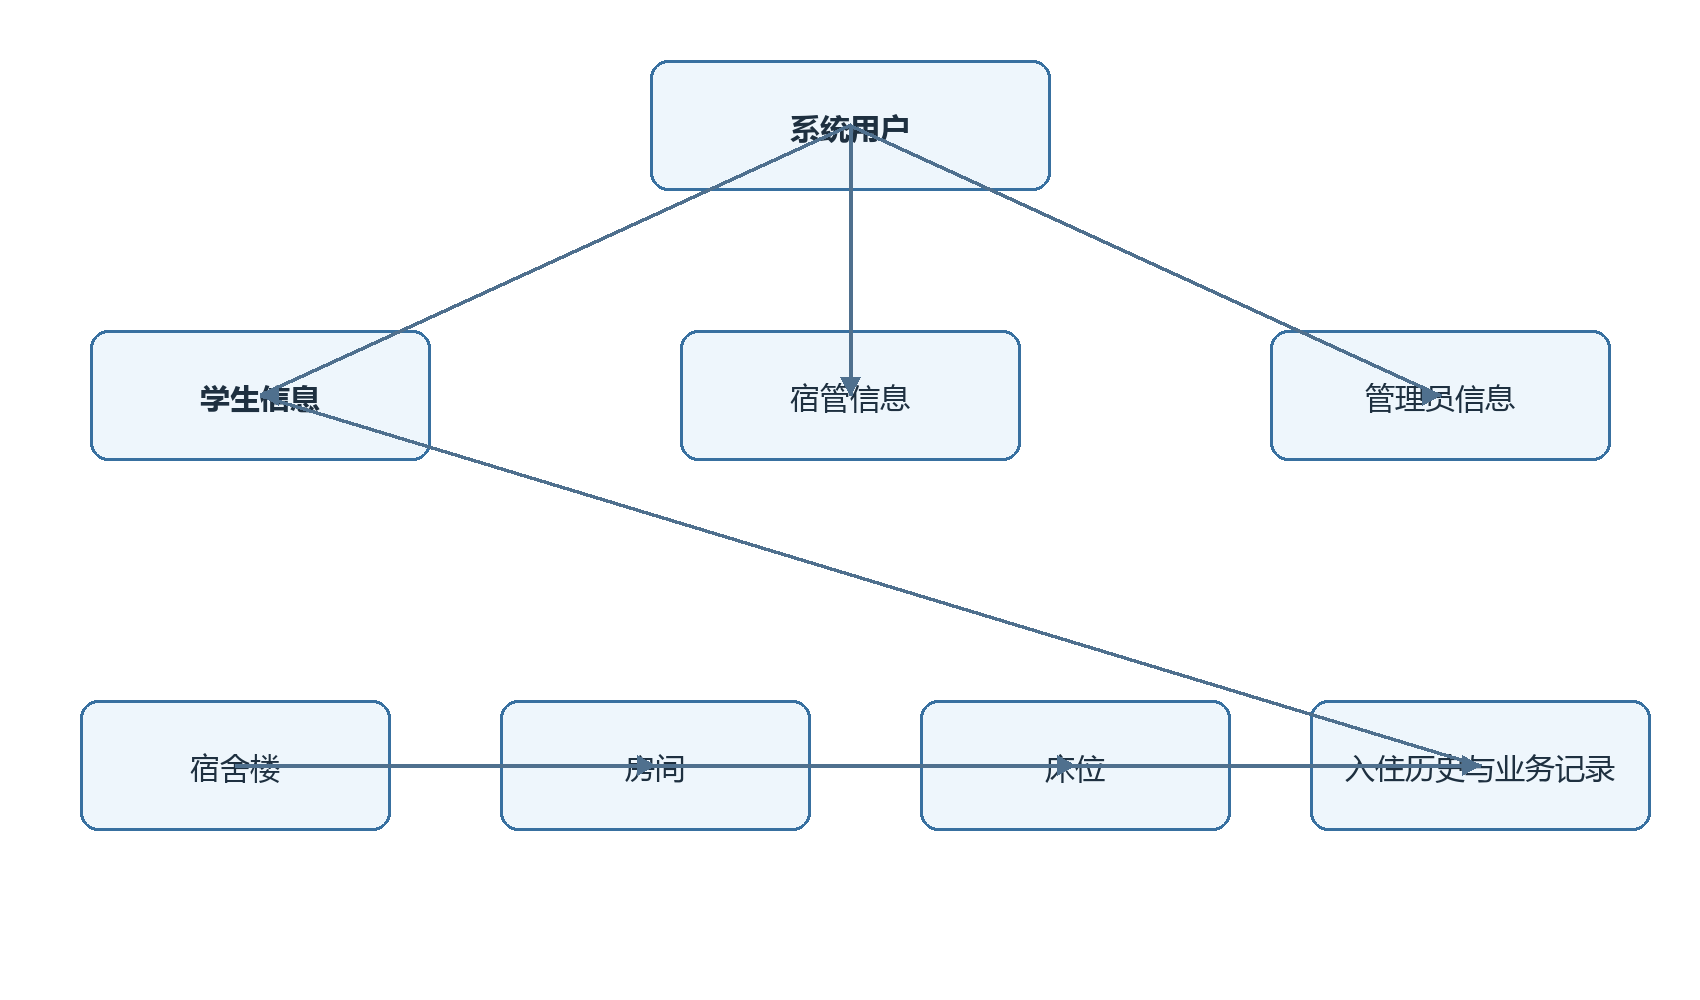 系统用户
学生信息
宿管信息
管理员信息
宿舍楼
房间
床位
入住历史与业务记录